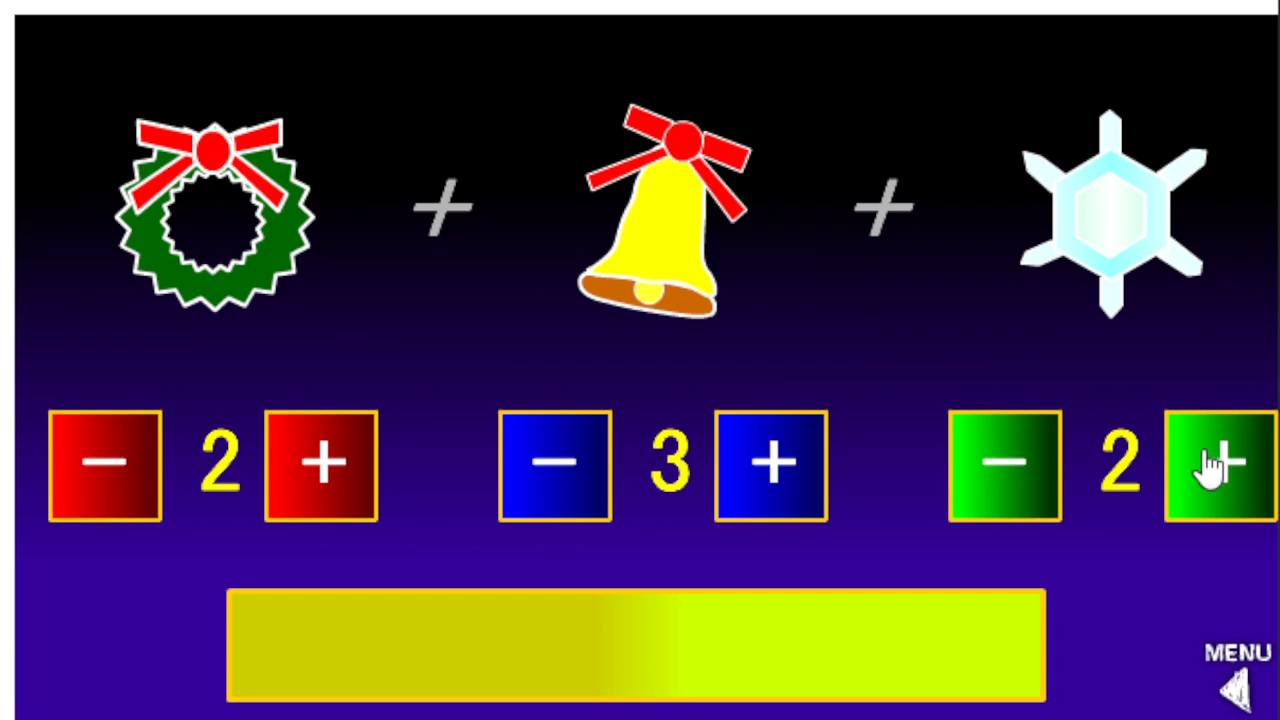 + +
− 2 + − 3 + − 2 +
MENU